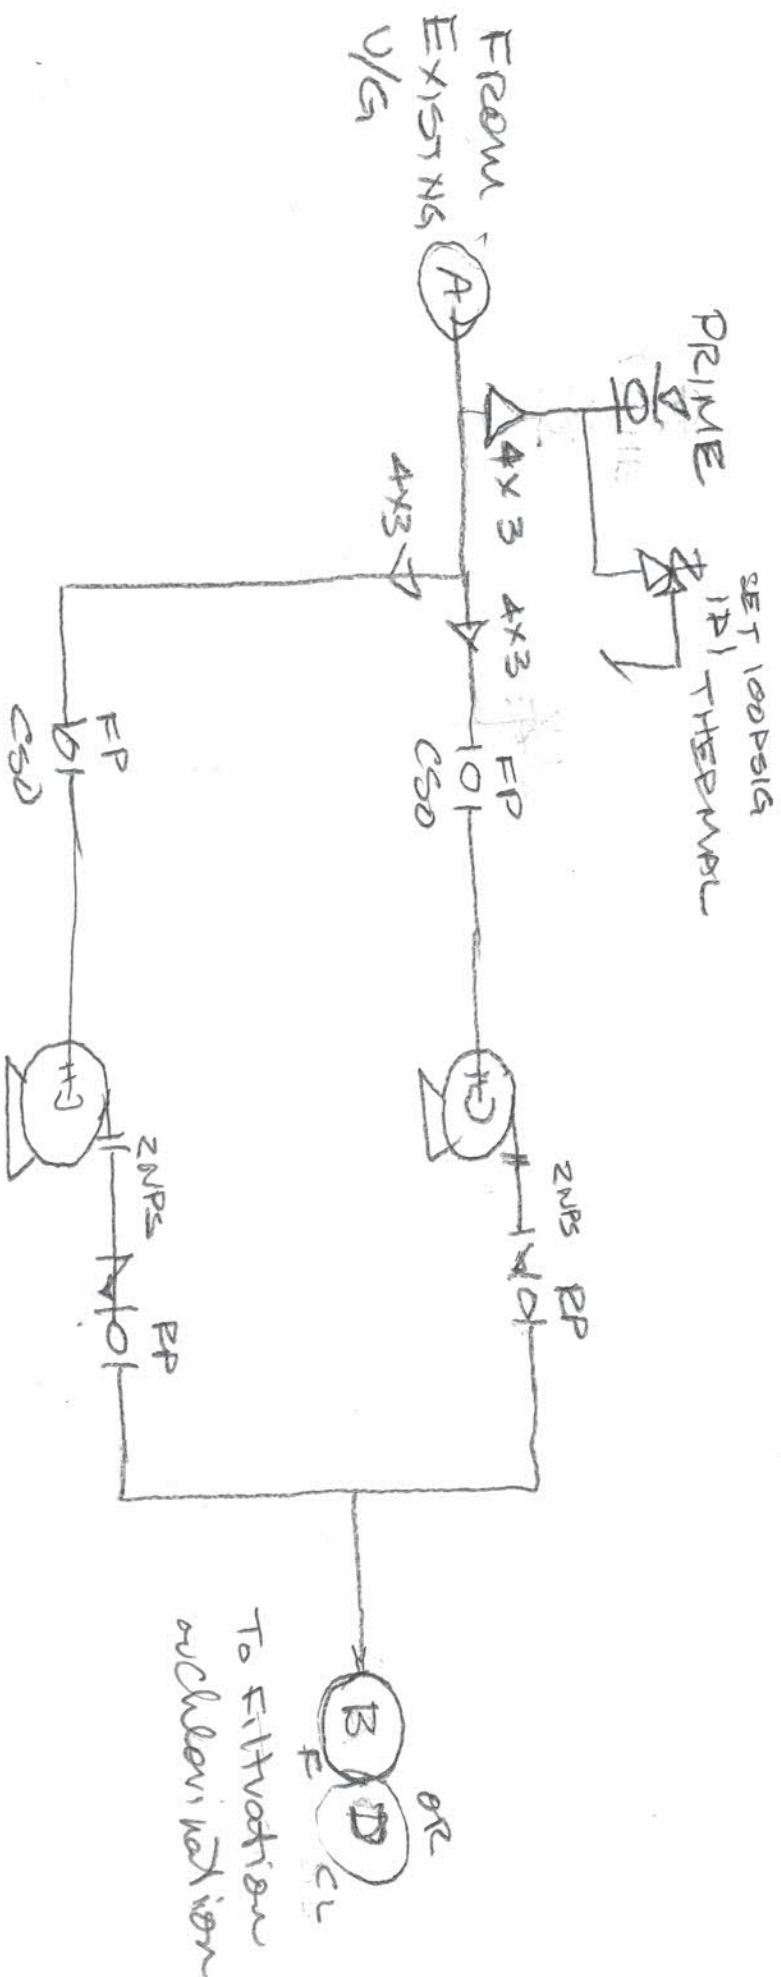 FROM
EXISTNG
U/G
A
PRIME
4x3
SET 100PSIG
THERMAL
4x3
4x3
FP
CSO
FP
CSO
2NPS
RP
2NPS
RP
B
F
OR
D
CL
To Filtration
or Chlorination